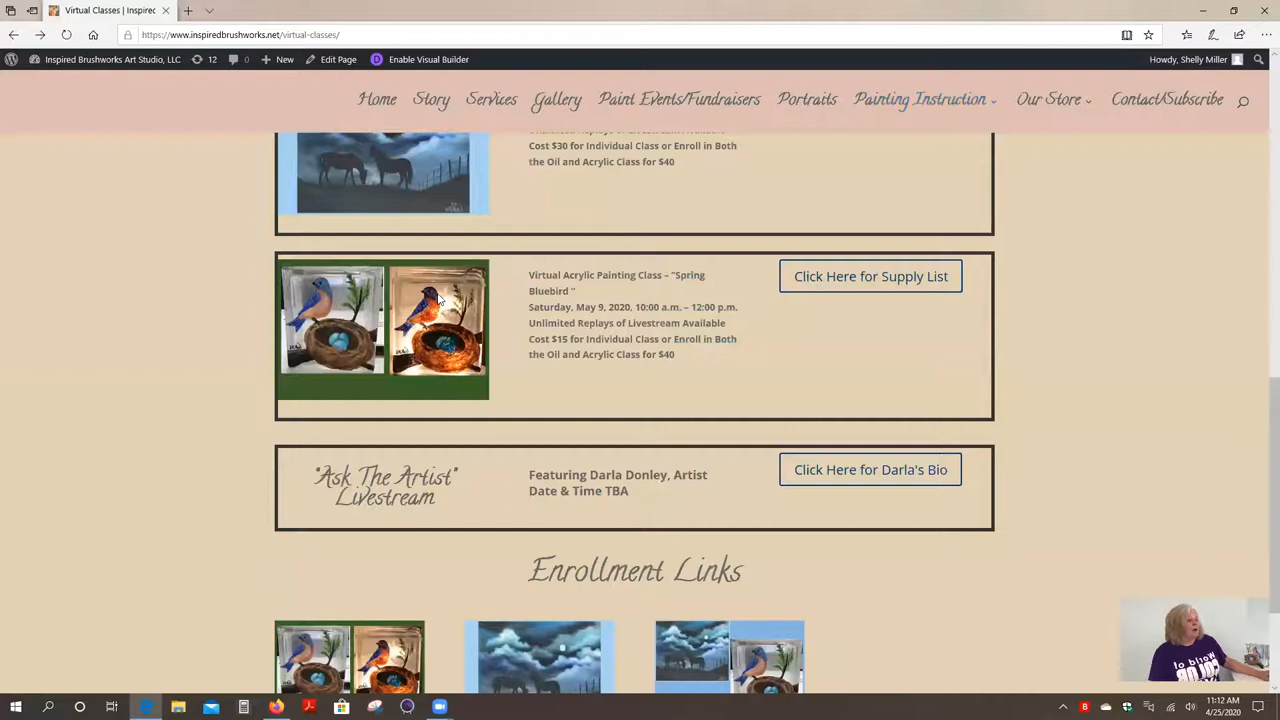 Virtual Classes | Inspired
https://www.inspiredbrushworks.net/virtual-classes/
Inspired Brushworks Art Studio, LLC 12 0 New Edit Page Enable Visual Builder Howdy, Shelly Miller
Home Story Services Gallery Paint Events/Fundraisers Portraits Painting Instruction Our Store Contact/Subscribe
Unlimited Replays of Livestream Available
Cost $30 for Individual Class or Enroll in Both
the Oil and Acrylic Class for $40
Virtual Acrylic Painting Class – "Spring
Bluebird "
Saturday, May 9, 2020, 10:00 a.m. – 12:00 p.m.
Unlimited Replays of Livestream Available
Cost $15 for Individual Class or Enroll in Both
the Oil and Acrylic Class for $40
Click Here for Supply List
"Ask The Artist"
Livestream
Featuring Darla Donley, Artist
Date & Time TBA
Click Here for Darla's Bio
Enrollment Links
11:12 AM
4/25/2020